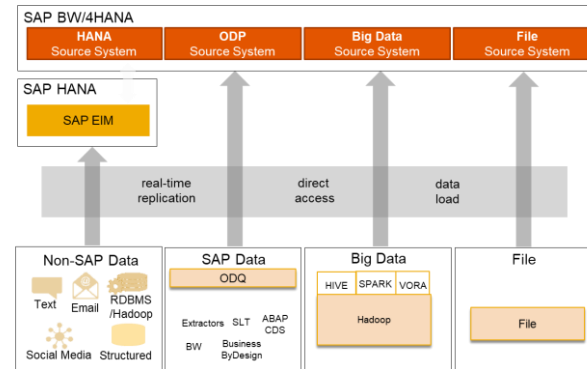 SAP BW/4HANA
HANA
Source System
ODP
Source System
Big Data
Source System
File
Source System
SAP HANA
SAP EIM
real-time
replication
direct
access
data
load
Non-SAP Data
Text
Email
RDBMS
/Hadoop
Social Media
Structured
SAP Data
ODQ
Extractors
SLT
ABAP
CDS
BW
Business
ByDesign
Big Data
HIVE
SPARK
VORA
Hadoop
File
File